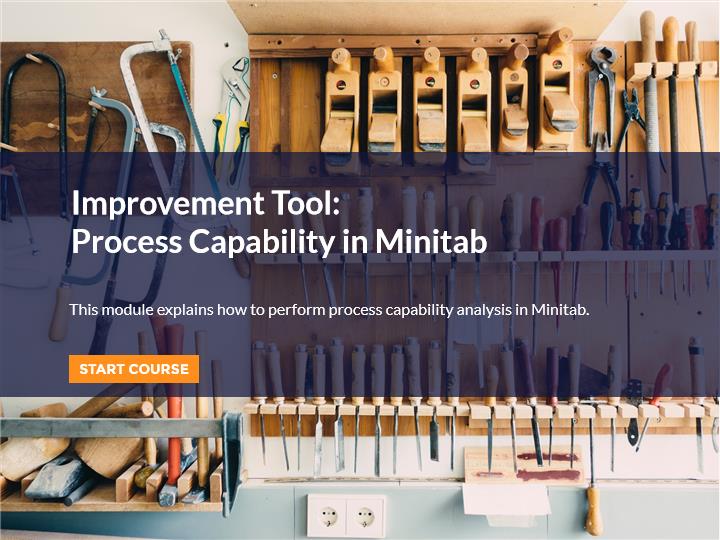 Improvement Tool:
Process Capability in Minitab
This module explains how to perform process capability analysis in Minitab.
START COURSE